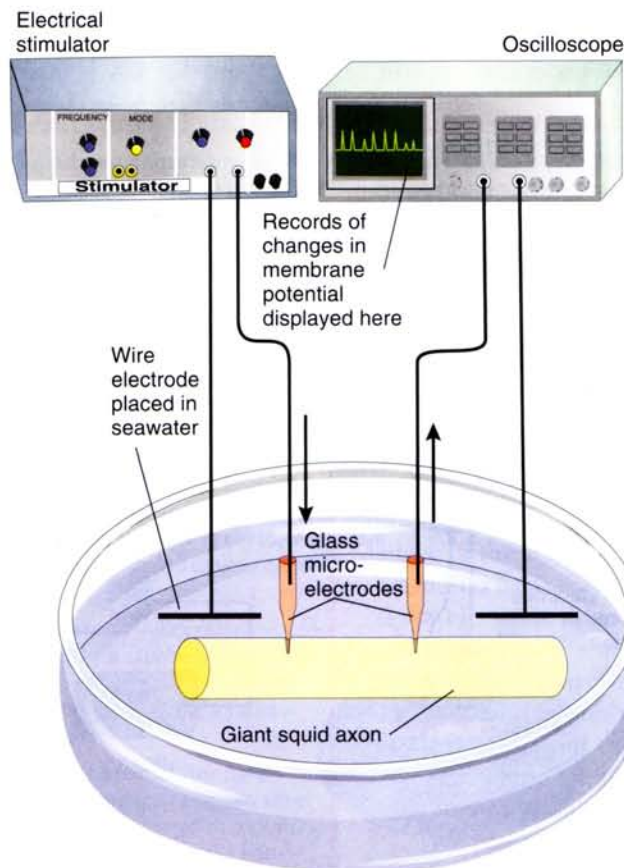 Electrical
stimulator
Oscilloscope
FREQUENCY
MODE
Stimulator
Records of
changes in
membrane
potential
displayed here
Wire
electrode
placed in
seawater
Glass
micro-
electrodes
Giant squid axon